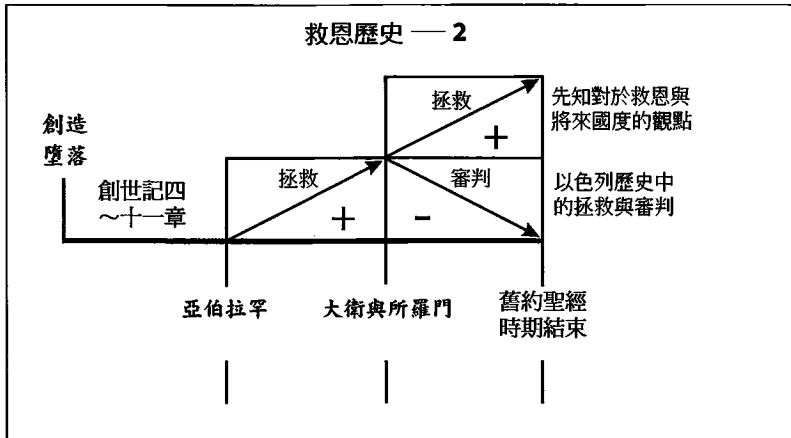 救恩歷史 — 2
創造
墮落
創世記四
~十一章
拯救
+
拯救
+
審判
-
先知對於救恩與
將來國度的觀點
以色列歷史中
的拯救與審判
亞伯拉罕
大衛與所羅門
舊約聖經
時期結束